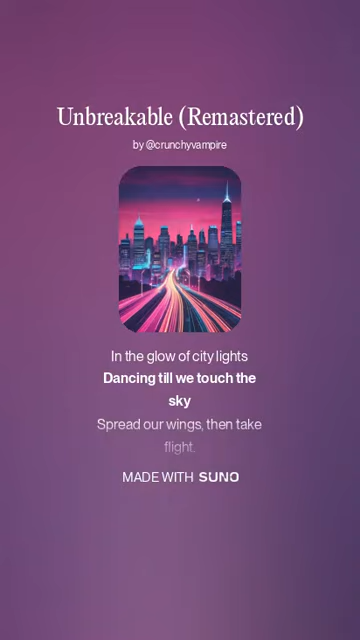 Unbreakable (Remastered)
by @crunchyvampire
In the glow of city lights
Dancing till we touch the
sky
Spread our wings, then take
flight.
MADE WITH SUNO